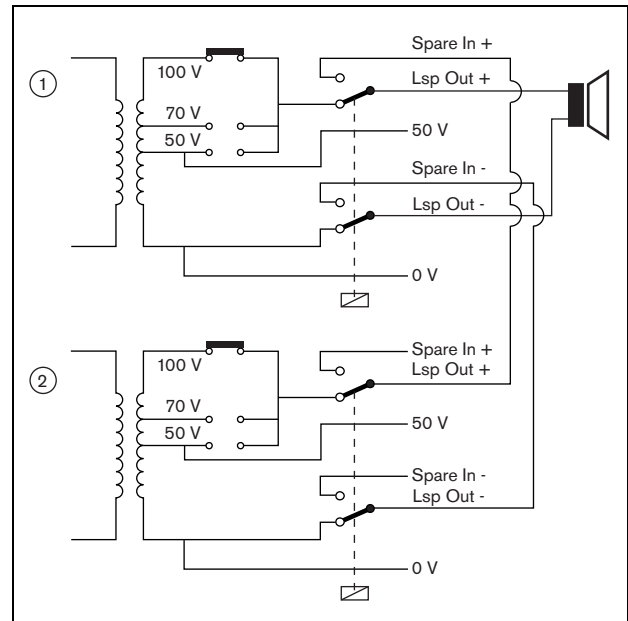 Spare In +
1
100 V
Lsp Out +
70 V
50 V
50 V
Spare In -
Lsp Out -
0 V
Spare In +
100 V
Lsp Out +
2
70 V
50 V
50 V
Spare In -
Lsp Out -
0 V